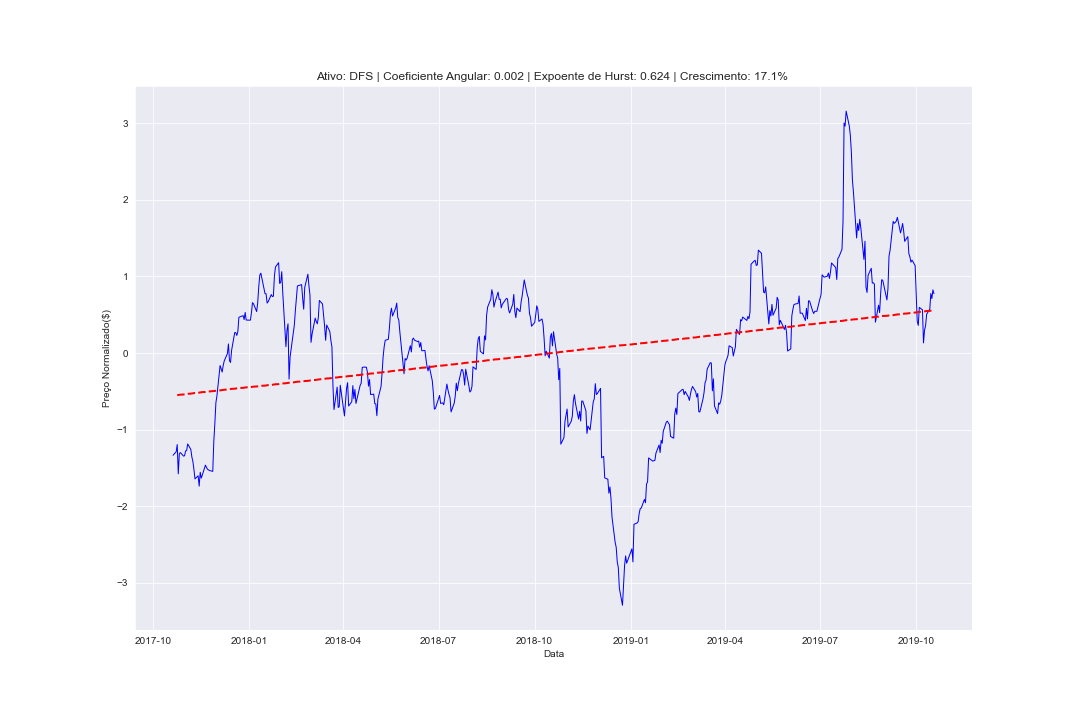 Ativo: DFS | Coeficiente Angular: 0.002 | Expoente de Hurst: 0.624 | Crescimento: 17.1%
Preço Normalizado($)
3
2
1
0
−1
−2
−3
2017-10 2018-01 2018-04 2018-07 2018-10 2019-01 2019-04 2019-07 2019-10
Data